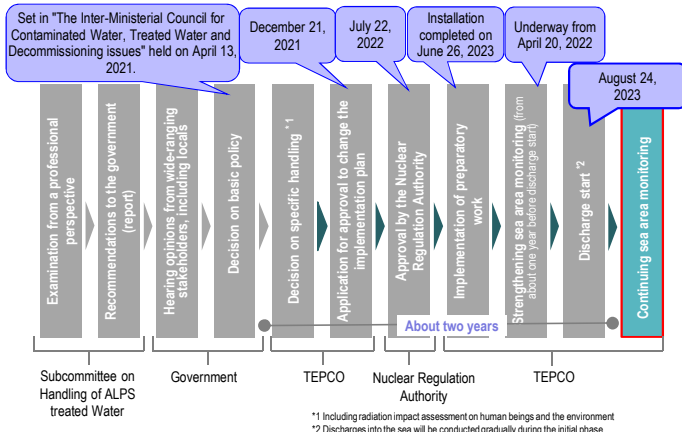 Set in "The Inter-Ministerial Council for
Contaminated Water, Treated Water and
Decommissioning issues" held on April 13,
2021.
December 21,
2021
July 22,
2022
Installation
completed on
June 26, 2023
Underway from
April 20, 2022
August 24,
2023
Examination from a professional
perspective
Recommendations to the government
(report)
Hearing opinions from wide-ranging
stakeholders, including locals
Decision on basic policy
Decision on specific handling *1
Application for approval to change the
implementation plan
Approval by the Nuclear
Regulation Authority
Implementation of preparatory
work
Strengthening sea area monitoring (from
about one year before discharge start)
Discharge start *2
Continuing sea area monitoring
About two years
Subcommittee on
Handling of ALPS
treated Water
Government
TEPCO
Nuclear Regulation
Authority
TEPCO
*1 Including radiation impact assessment on human beings and the environment
*2 Discharges into the sea will be conducted gradually during the initial phase